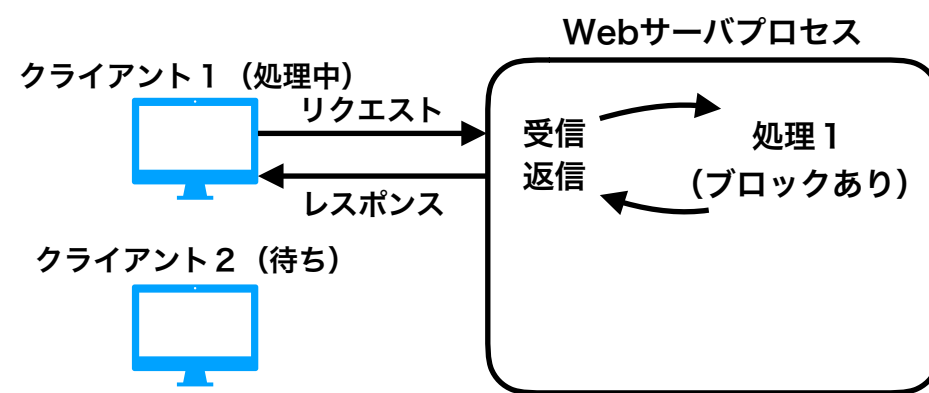 Webサーバプロセス
クライアント１（処理中）
リクエスト
受信
返信
処理１
（ブロックあり）
レスポンス
クライアント２（待ち）